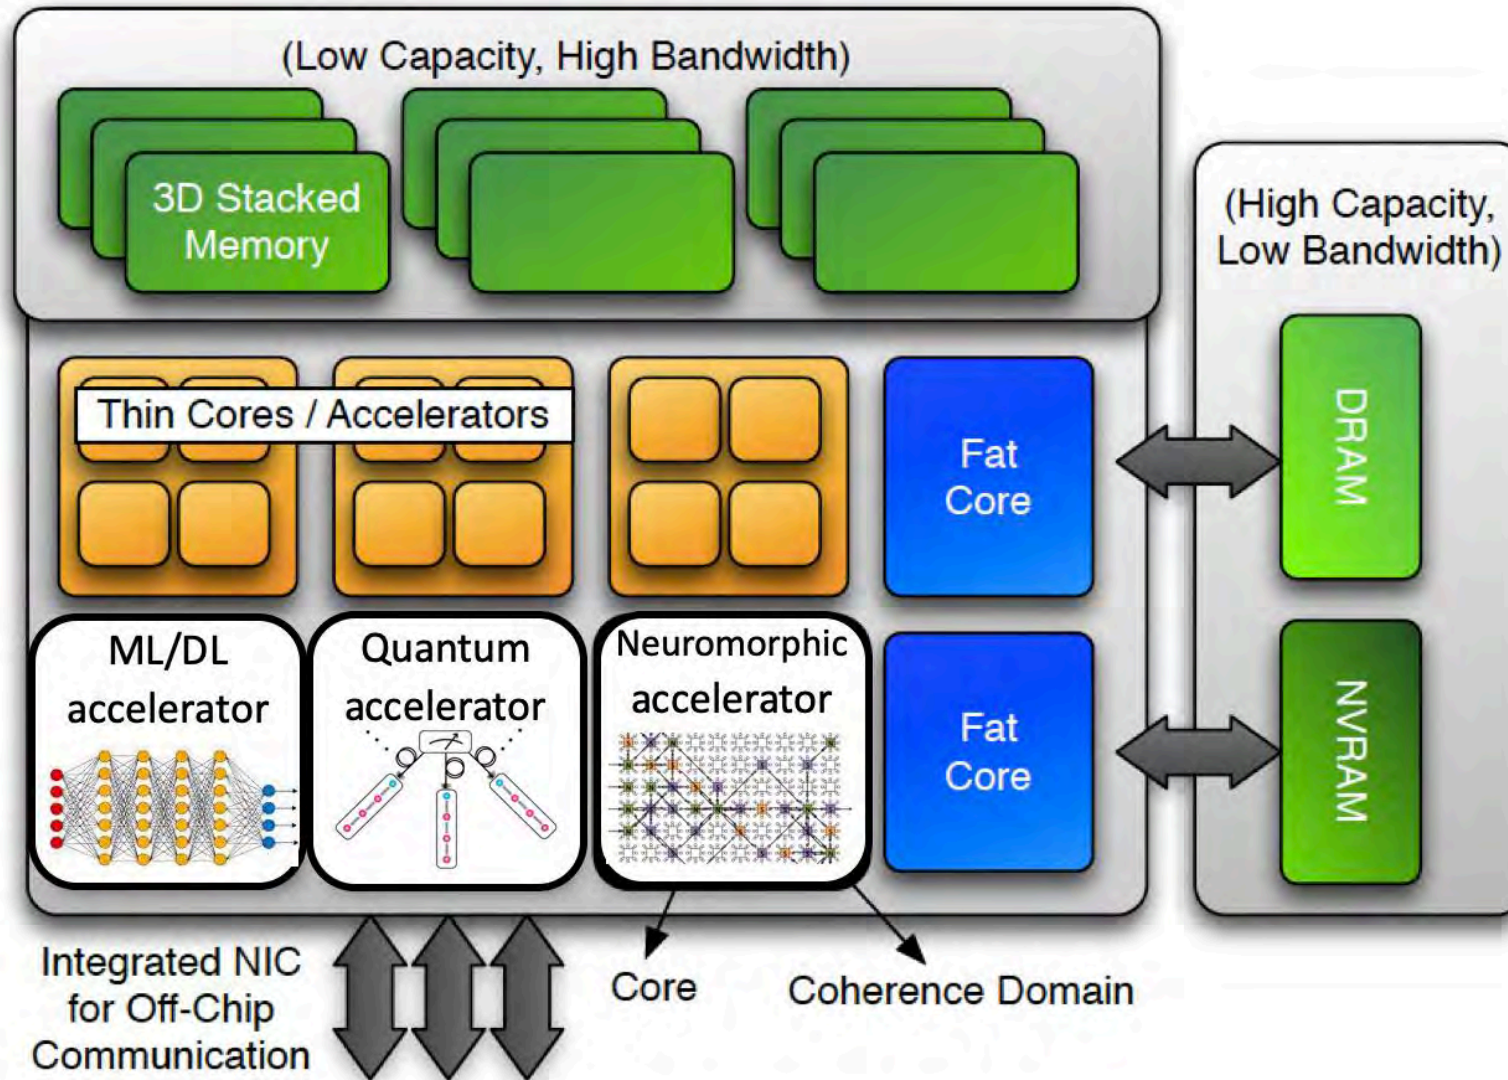 (Low Capacity, High Bandwidth)
3D Stacked
Memory
(High Capacity,
Low Bandwidth)
Thin Cores / Accelerators
Fat
Core
DRAM
ML/DL
accelerator
Quantum
accelerator
Neuromorphic
accelerator
Fat
Core
NVRAM
Integrated NIC
for Off-Chip
Communication
Core
Coherence Domain